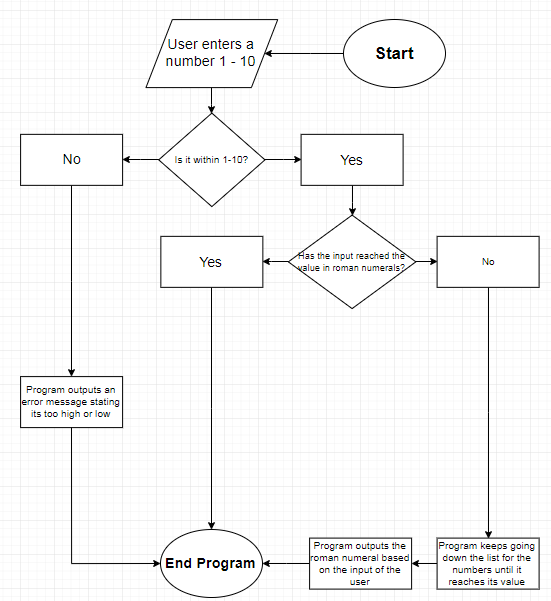 User enters a
number 1 - 10
Start
No
Is it within 1-10?
Yes
Yes
Has the input reached the
value in roman numerals?
No
Program outputs an
error message stating
its too high or low
End Program
Program outputs the
roman numeral based
on the input of the
user
Program keeps going
down the list for the
numbers until it
reaches its value